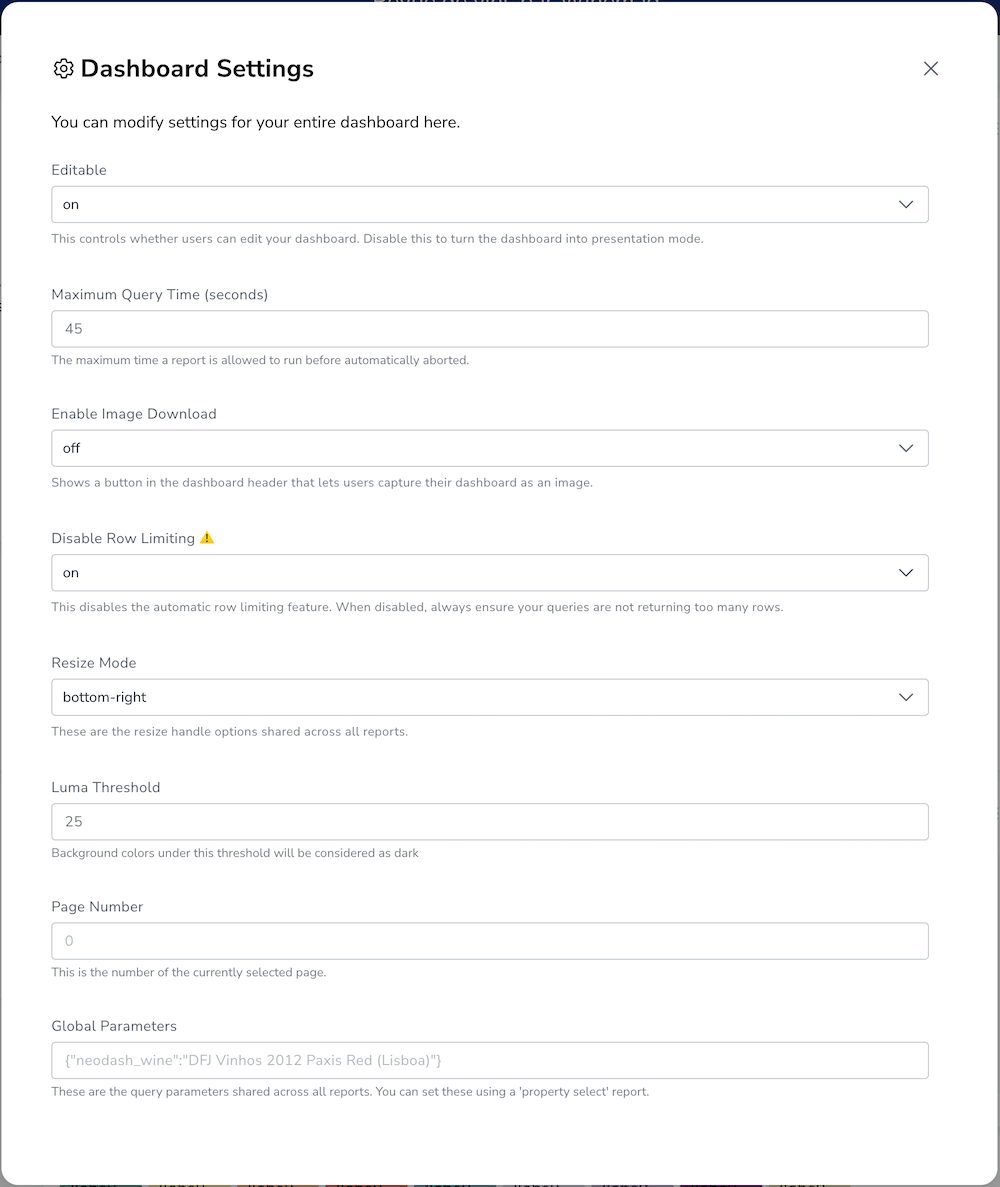 Dashboard Settings
You can modify settings for your entire dashboard here.
Editable
on
This controls whether users can edit your dashboard. Disable this to turn the dashboard into presentation mode.
Maximum Query Time (seconds)
45
The maximum time a report is allowed to run before automatically aborted.
Enable Image Download
off
Shows a button in the dashboard header that lets users capture their dashboard as an image.
Disable Row Limiting
on
This disables the automatic row limiting feature. When disabled, always ensure your queries are not returning too many rows.
Resize Mode
bottom-right
These are the resize handle options shared across all reports.
Luma Threshold
25
Background colors under this threshold will be considered as dark
Page Number
0
This is the number of the currently selected page.
Global Parameters
{"neodash_wine":"DFJ Vinhos 2012 Paxis Red (Lisboa)"}
These are the query parameters shared across all reports. You can set these using a 'property select' report.